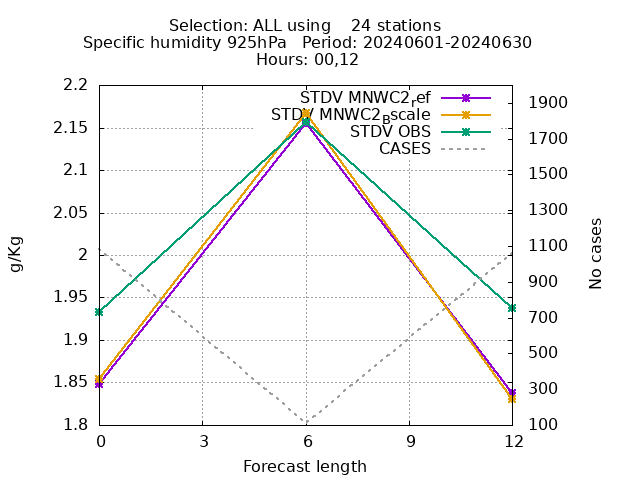 Selection: ALL using 24 stations
Specific humidity 925hPa Period: 20240601-20240630
Hours: 00,12
STDV MNWC2ref
STDV MNWC2Bscale
STDV OBS
CASES
2.2
2.15
2.1
2.05
2
1.95
1.9
1.85
1.8
g/Kg
1900
1700
1500
1300
1100
900
700
500
300
100
No cases
0 3 6 9 12
Forecast length